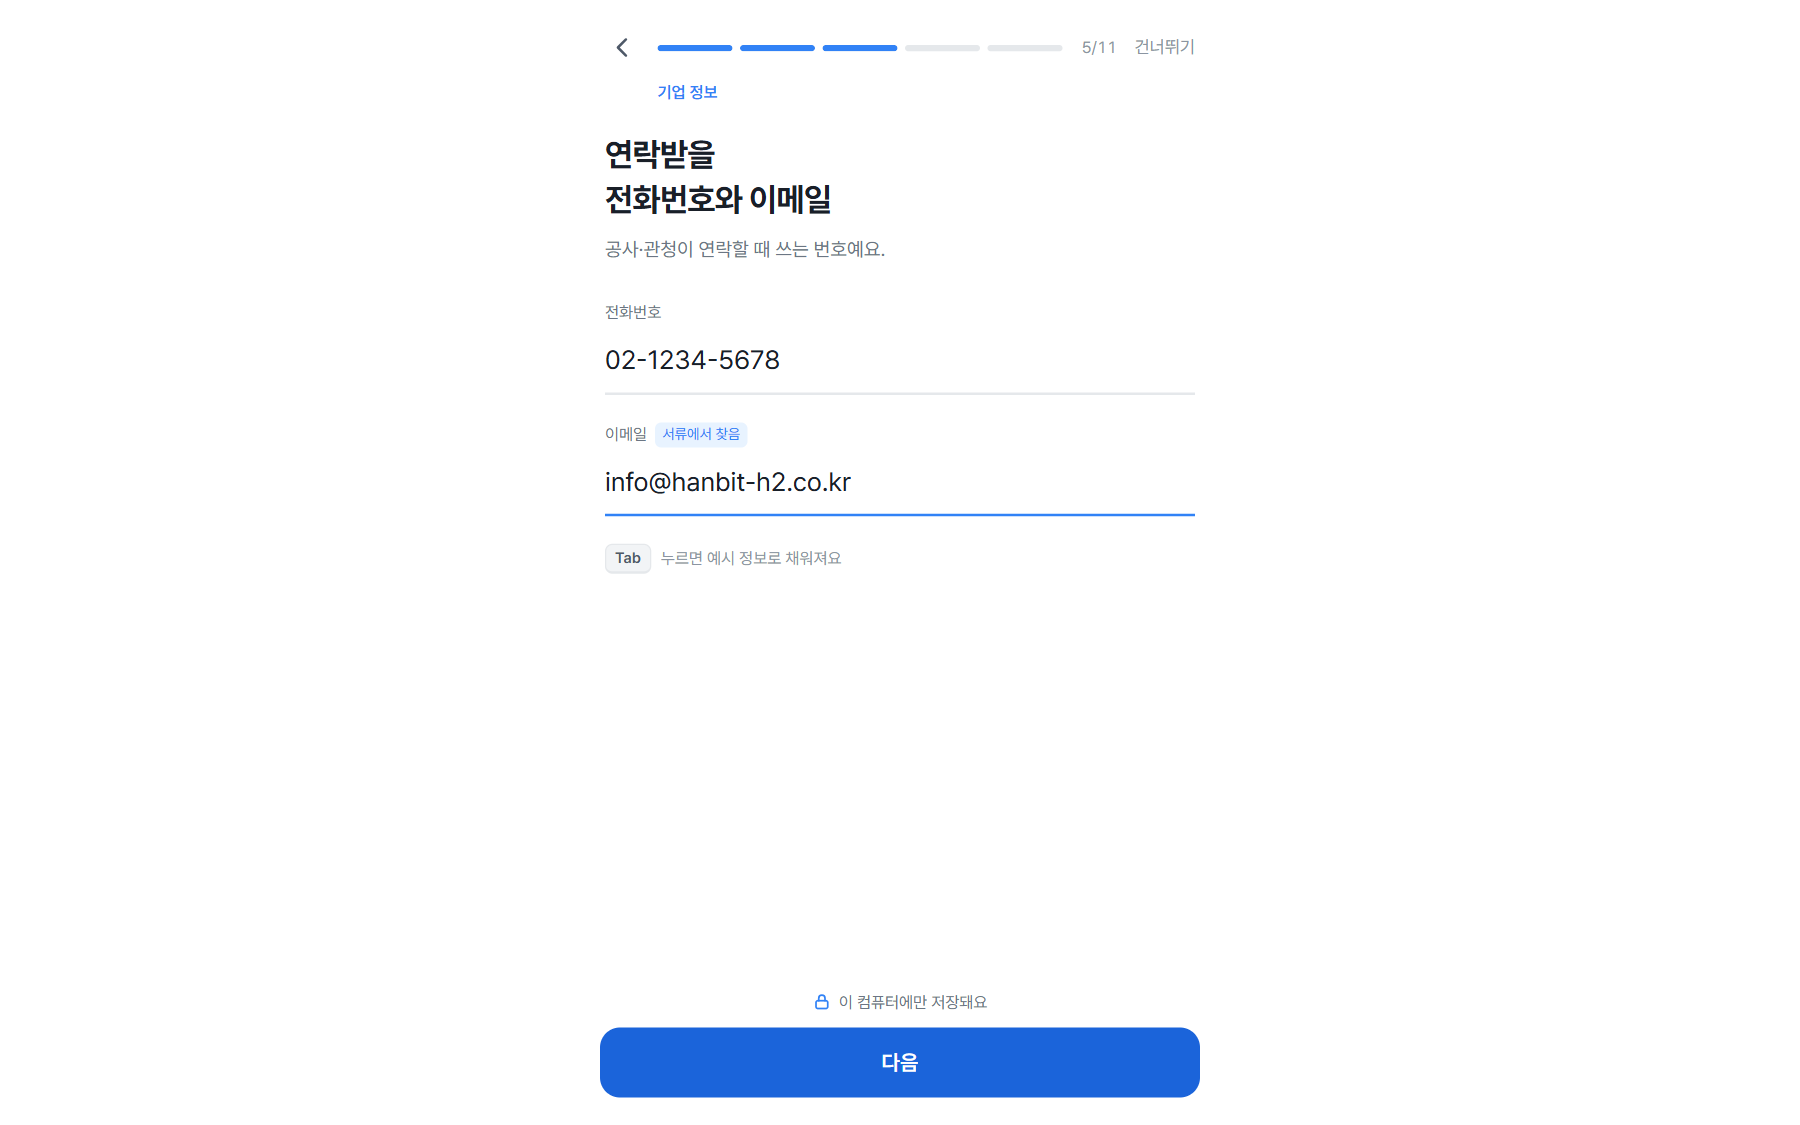 5/11 건너뛰기
기업 정보
연락받을
전화번호와 이메일
공사·관청이 연락할 때 쓰는 번호예요.
전화번호
02-1234-5678
이메일 서류에서 찾음
info@hanbit-h2.co.kr
Tab 누르면 예시 정보로 채워져요
이 컴퓨터에만 저장돼요
다음